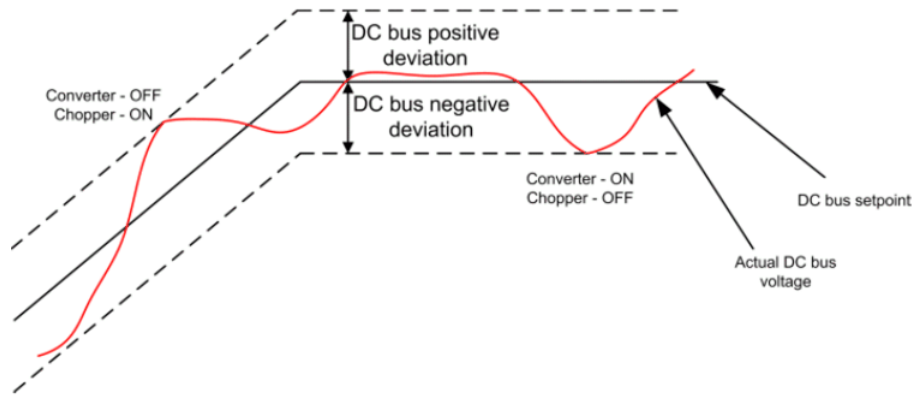 DC bus positive
deviation
Converter - OFF
Chopper - ON
DC bus negative
deviation
Converter - ON
Chopper - OFF
DC bus setpoint
Actual DC bus
voltage